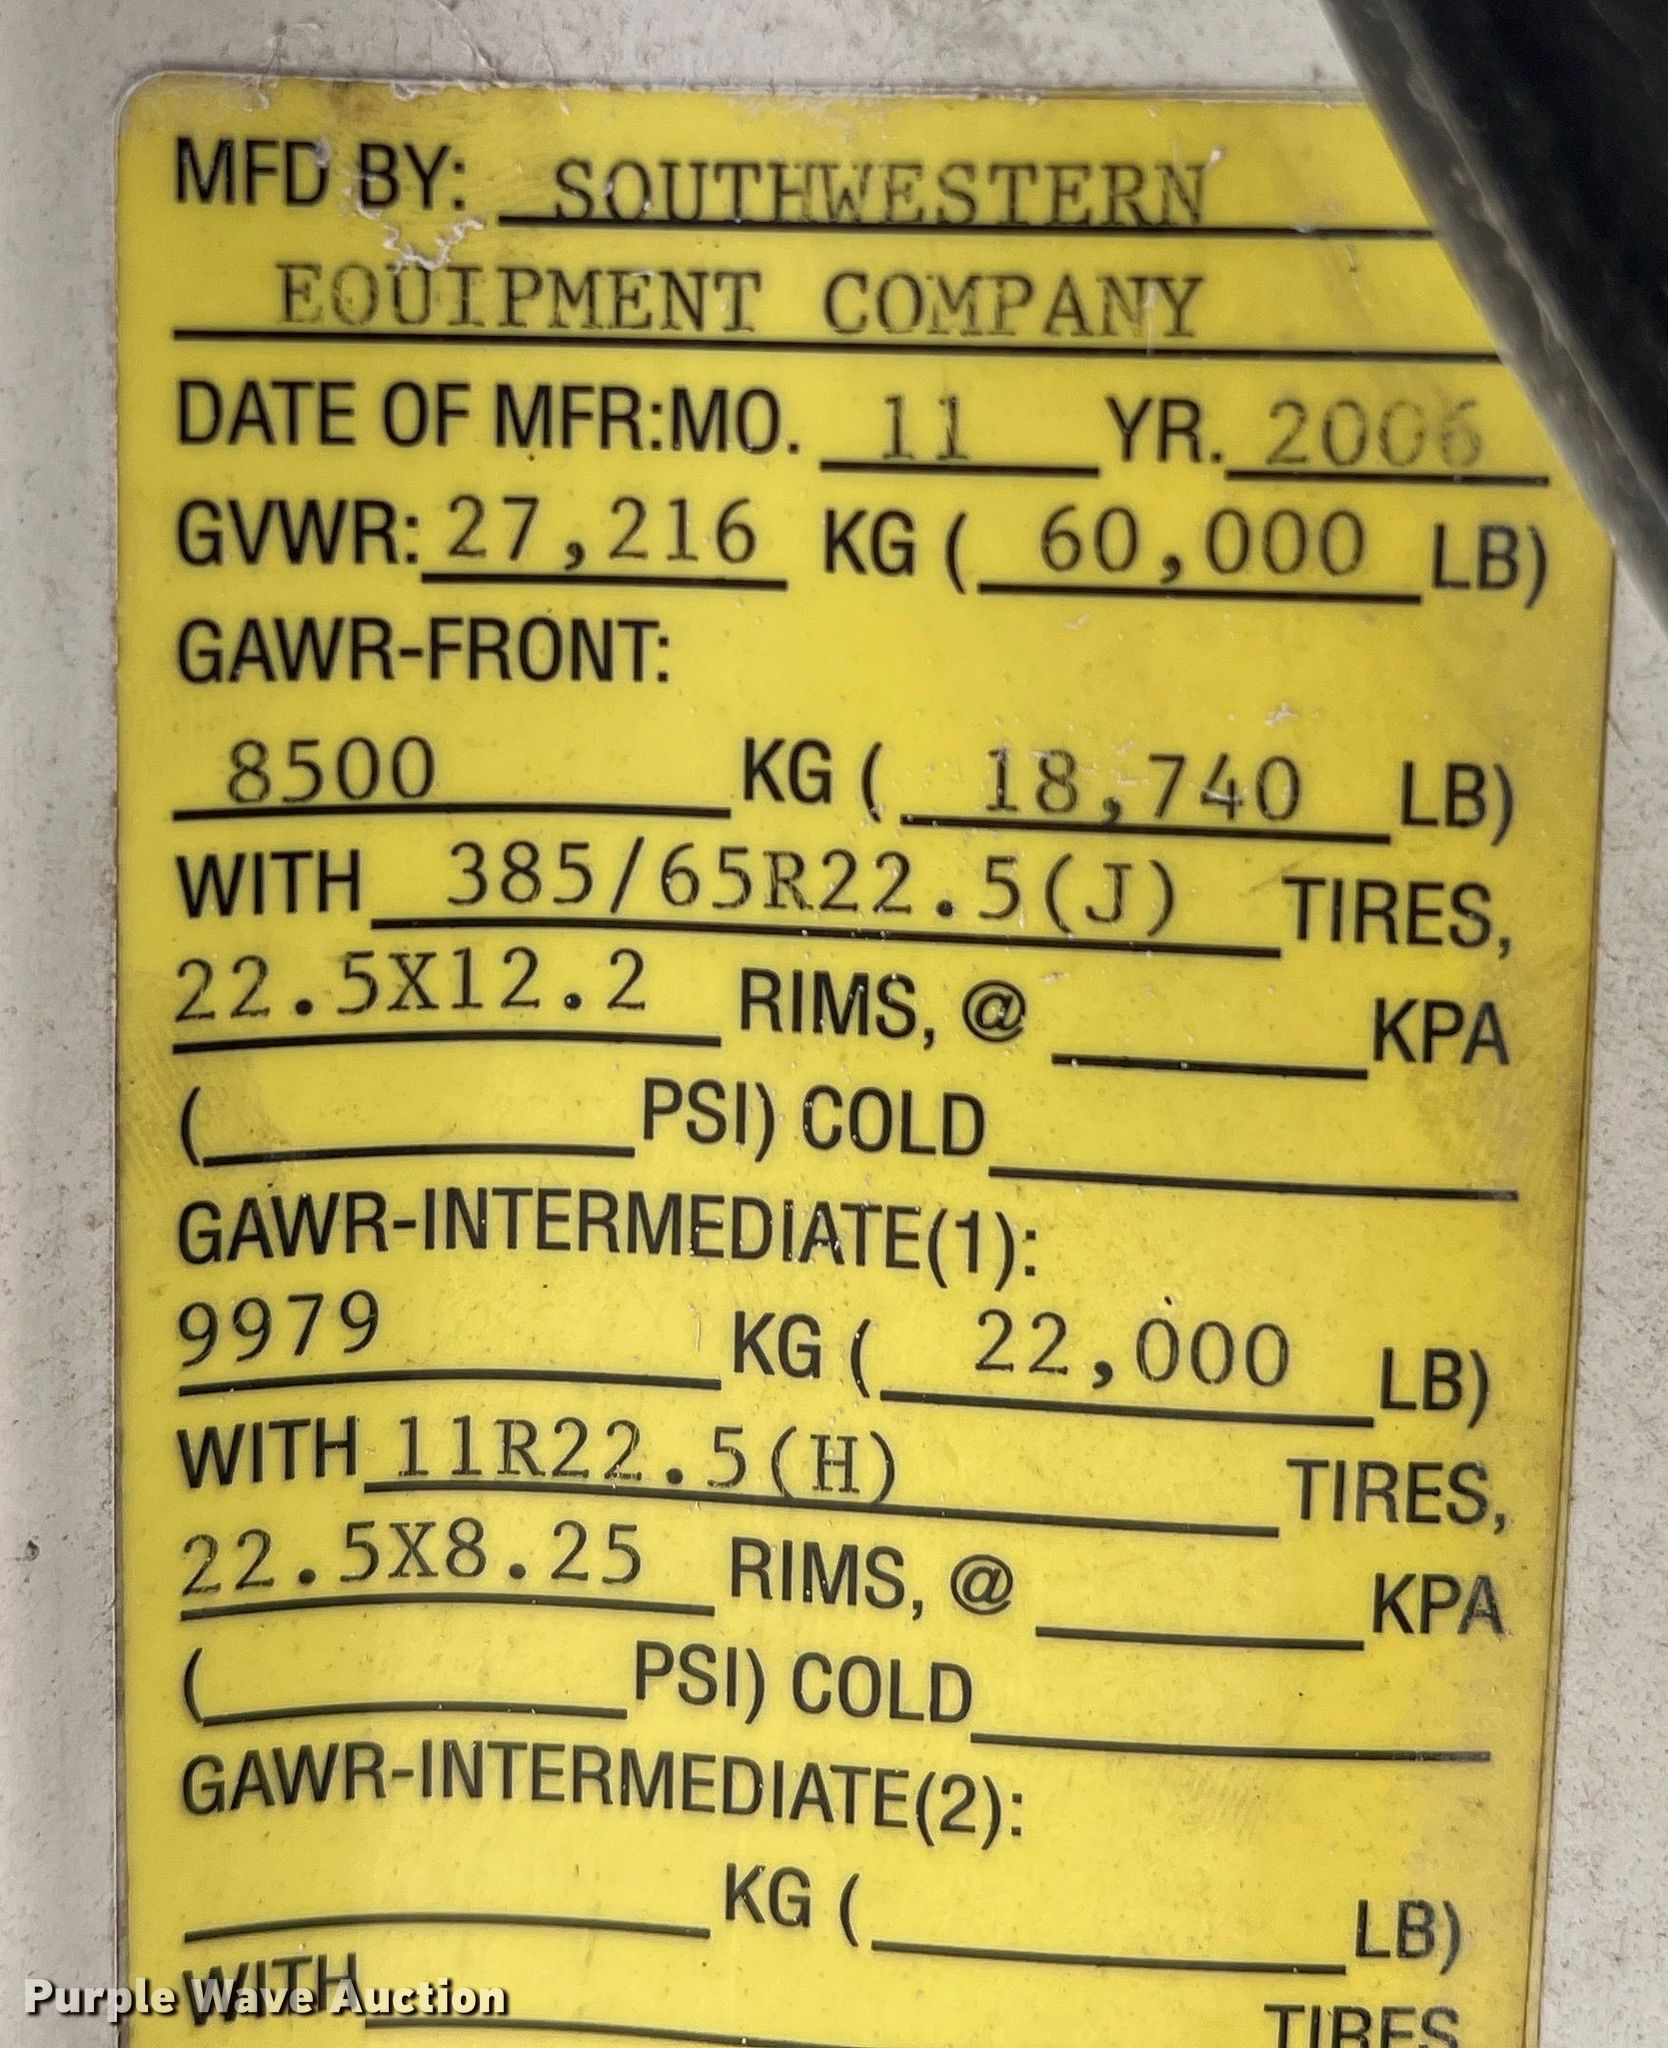 MFD BY: SOUTHWESTERN
EQUIPMENT COMPANY
DATE OF MFR:MO. 11 YR. 2006
GVWR: 27,216 KG ( 60,000 LB)
GAWR-FRONT:
8500 KG ( 18,740 LB)
WITH 385/65R22.5(J) TIRES,
22.5X12.2 RIMS, @ KPA
( PSI) COLD
GAWR-INTERMEDIATE(1):
9979 KG ( 22,000 LB)
WITH 11R22.5(H) TIRES,
22.5X8.25 RIMS, @ KPA
( PSI) COLD
GAWR-INTERMEDIATE(2):
KG ( LB)
WITH TIRES
Purple Wave Auction